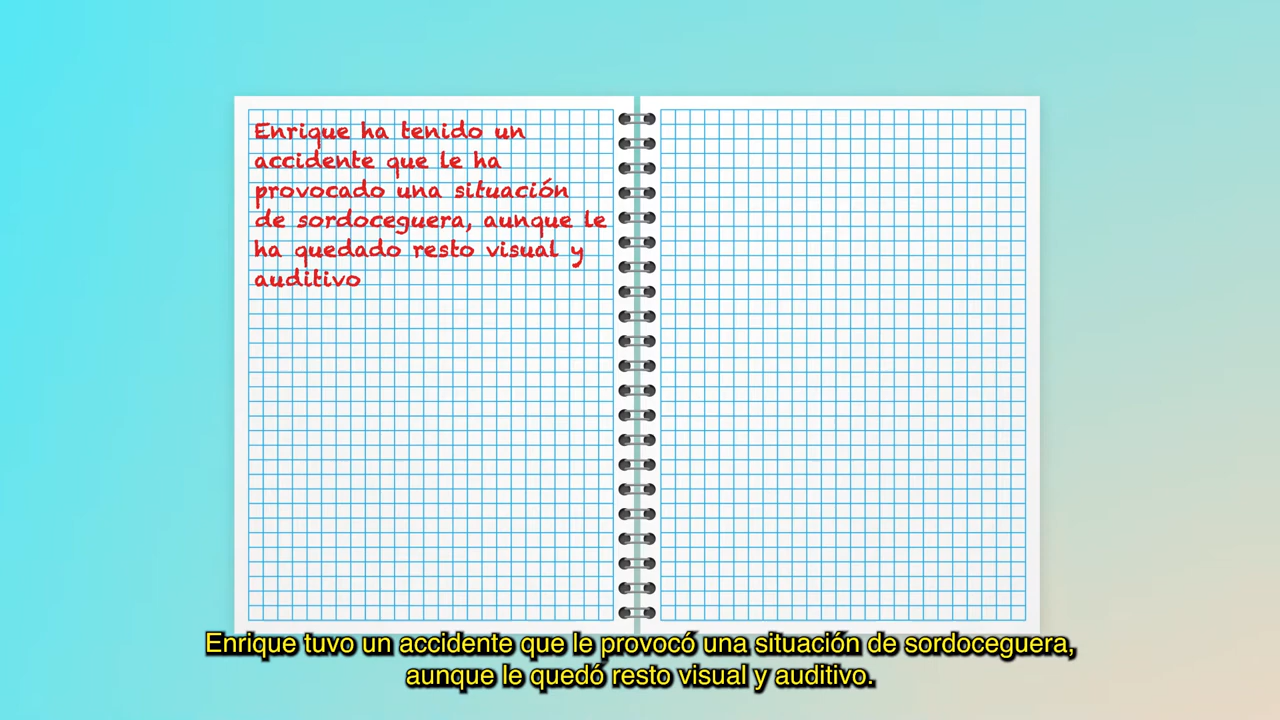 Enrique ha tenido un
accidente que le ha
provocado una situación
de sordoceguera, aunque le
ha quedado resto visual y
auditivo
Enrique tuvo un accidente que le provocó una situación de sordoceguera,
aunque le quedó resto visual y auditivo.